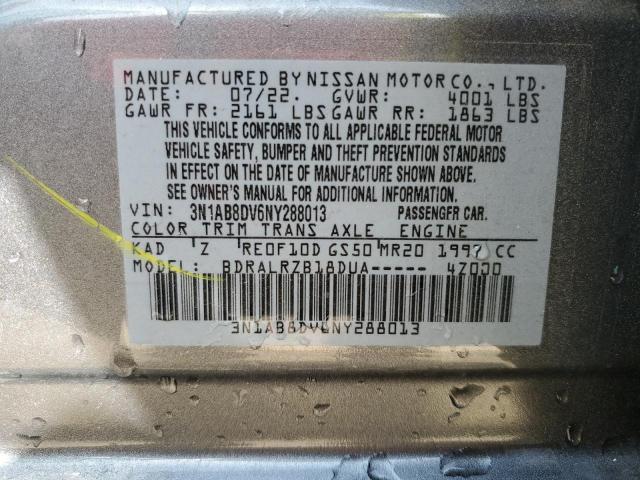 MANUFACTURED BY NISSAN MOTOR CO., LTD.
DATE: 07/22. GVWR: 4001 LBS
GAWR FR: 2161 LBS GAWR RR: 1863 LBS
THIS VEHICLE CONFORMS TO ALL APPLICABLE FEDERAL MOTOR
VEHICLE SAFETY, BUMPER AND THEFT PREVENTION STANDARDS
IN EFFECT ON THE DATE OF MANUFACTURE SHOWN ABOVE.
SEE OWNER'S MANUAL FOR ADDITIONAL INFORMATION.
VIN: 3N1AB8DV6NY288013 PASSENGER CAR.
COLOR TRIM TRANS AXLE ENGINE
KAD Z RE0F10D GS50 MR20 1997 CC
MODEL: BDRALRZB18DUA----- 4Z000
3N1AB8DV6NY288013